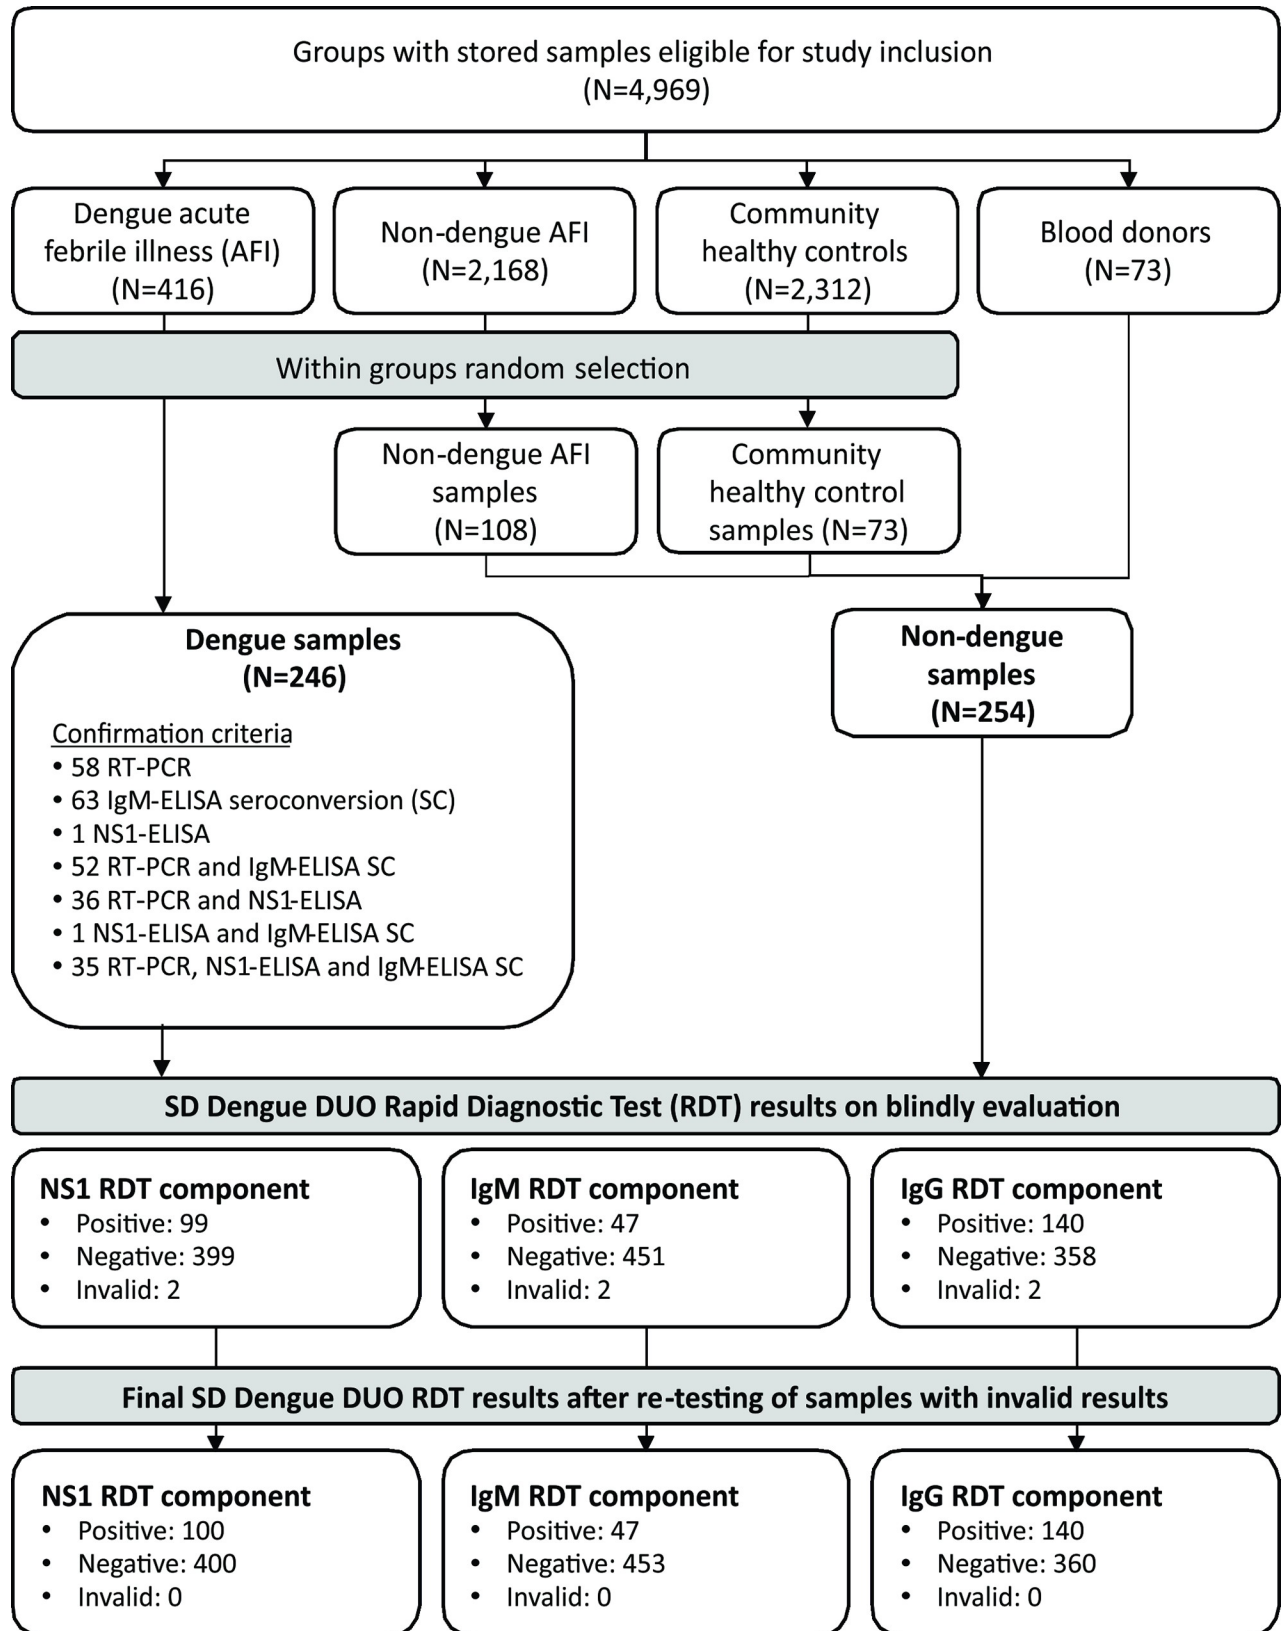 Groups with stored samples eligible for study inclusion
(N=4,969)
Dengue acute
febrile illness (AFI)
(N=416)
Non-dengue AFI
(N=2,168)
Community
healthy controls
(N=2,312)
Blood donors
(N=73)
Within groups random selection
Non-dengue AFI
samples
(N=108)
Community
healthy control
samples (N=73)
Dengue samples
(N=246)
Confirmation criteria
• 58 RT-PCR
• 63 IgM-ELISA seroconversion (SC)
• 1 NS1-ELISA
• 52 RT-PCR and IgM-ELISA SC
• 36 RT-PCR and NS1-ELISA
• 1 NS1-ELISA and IgM-ELISA SC
• 35 RT-PCR, NS1-ELISA and IgM-ELISA SC
Non-dengue
samples
(N=254)
SD Dengue DUO Rapid Diagnostic Test (RDT) results on blindly evaluation
NS1 RDT component
• Positive: 99
• Negative: 399
• Invalid: 2
IgM RDT component
• Positive: 47
• Negative: 451
• Invalid: 2
IgG RDT component
• Positive: 140
• Negative: 358
• Invalid: 2
Final SD Dengue DUO RDT results after re-testing of samples with invalid results
NS1 RDT component
• Positive: 100
• Negative: 400
• Invalid: 0
IgM RDT component
• Positive: 47
• Negative: 453
• Invalid: 0
IgG RDT component
• Positive: 140
• Negative: 360
• Invalid: 0